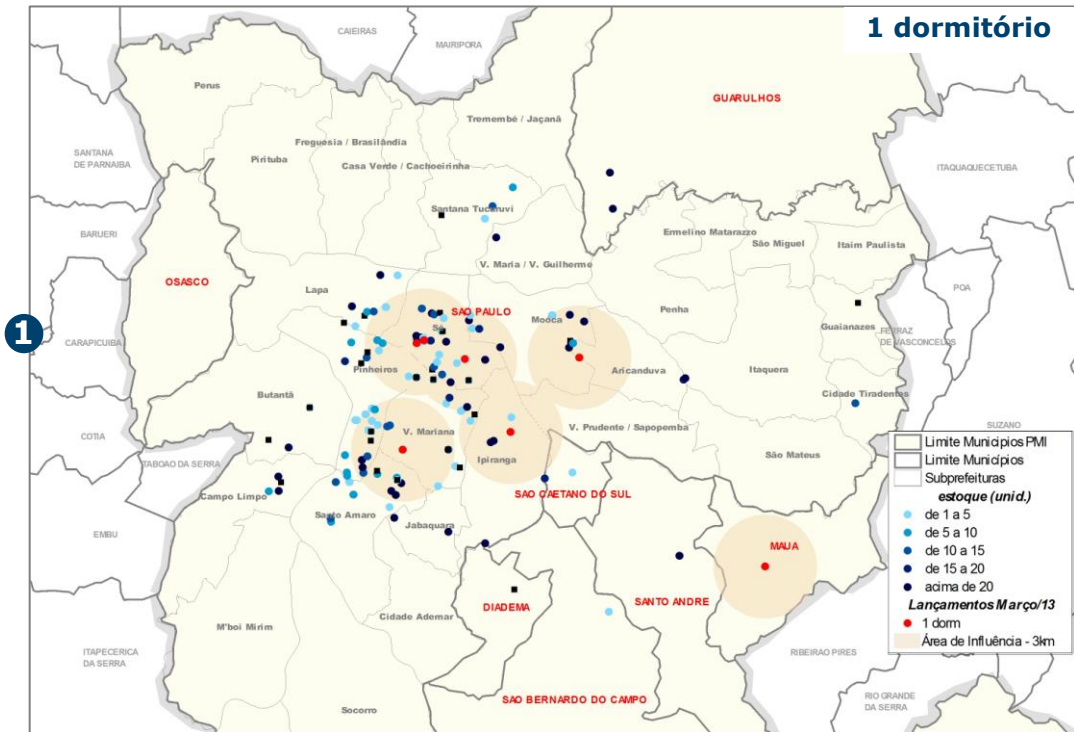 1 dormitório
CAIEIRAS
MAIRIPORA
Perus
GUARULHOS
Tremembé / Jaçanã
Freguesia / Brasilândia
SANTANA
DE PARNAIBA
Pirituba
Casa Verde / Cachoeirinha
ITAQUAQUECETUBA
Santana Tucuruvi
BARUERI
Ermelino Matarazzo
São Miguel
Itaim Paulista
V. Maria / V. Guilherme
OSASCO
Lapa
POA
SAO PAULO
Penha
Mooca
Sé
Guaianazes
1
CARAPICUIBA
FERRAZ
DE VASCONCELOS
Pinheiros
Aricanduva
Itaquera
Butantã
Cidade Tiradentes
COTIA
V. Mariana
V. Prudente / Sapopemba
SUZANO
Ipiranga
São Mateus
TABOAO DA SERRA
Campo Limpo
SAO CAETANO DO SUL
Santo Amaro
Jabaquara
EMBU
MAUA
DIADEMA
SANTO ANDRE
Cidade Ademar
M'boi Mirim
ITAPECERICA
DA SERRA
RIBEIRAO PIRES
SAO BERNARDO DO CAMPO
RIO GRANDE
DA SERRA
Socorro
Limite Municipios PMI
Limite Municípios
Subprefeituras
estoque (unid.)
de 1 a 5
de 5 a 10
de 10 a 15
de 15 a 20
acima de 20
Lançamentos Março/13
1 dorm
Área de Influência - 3km